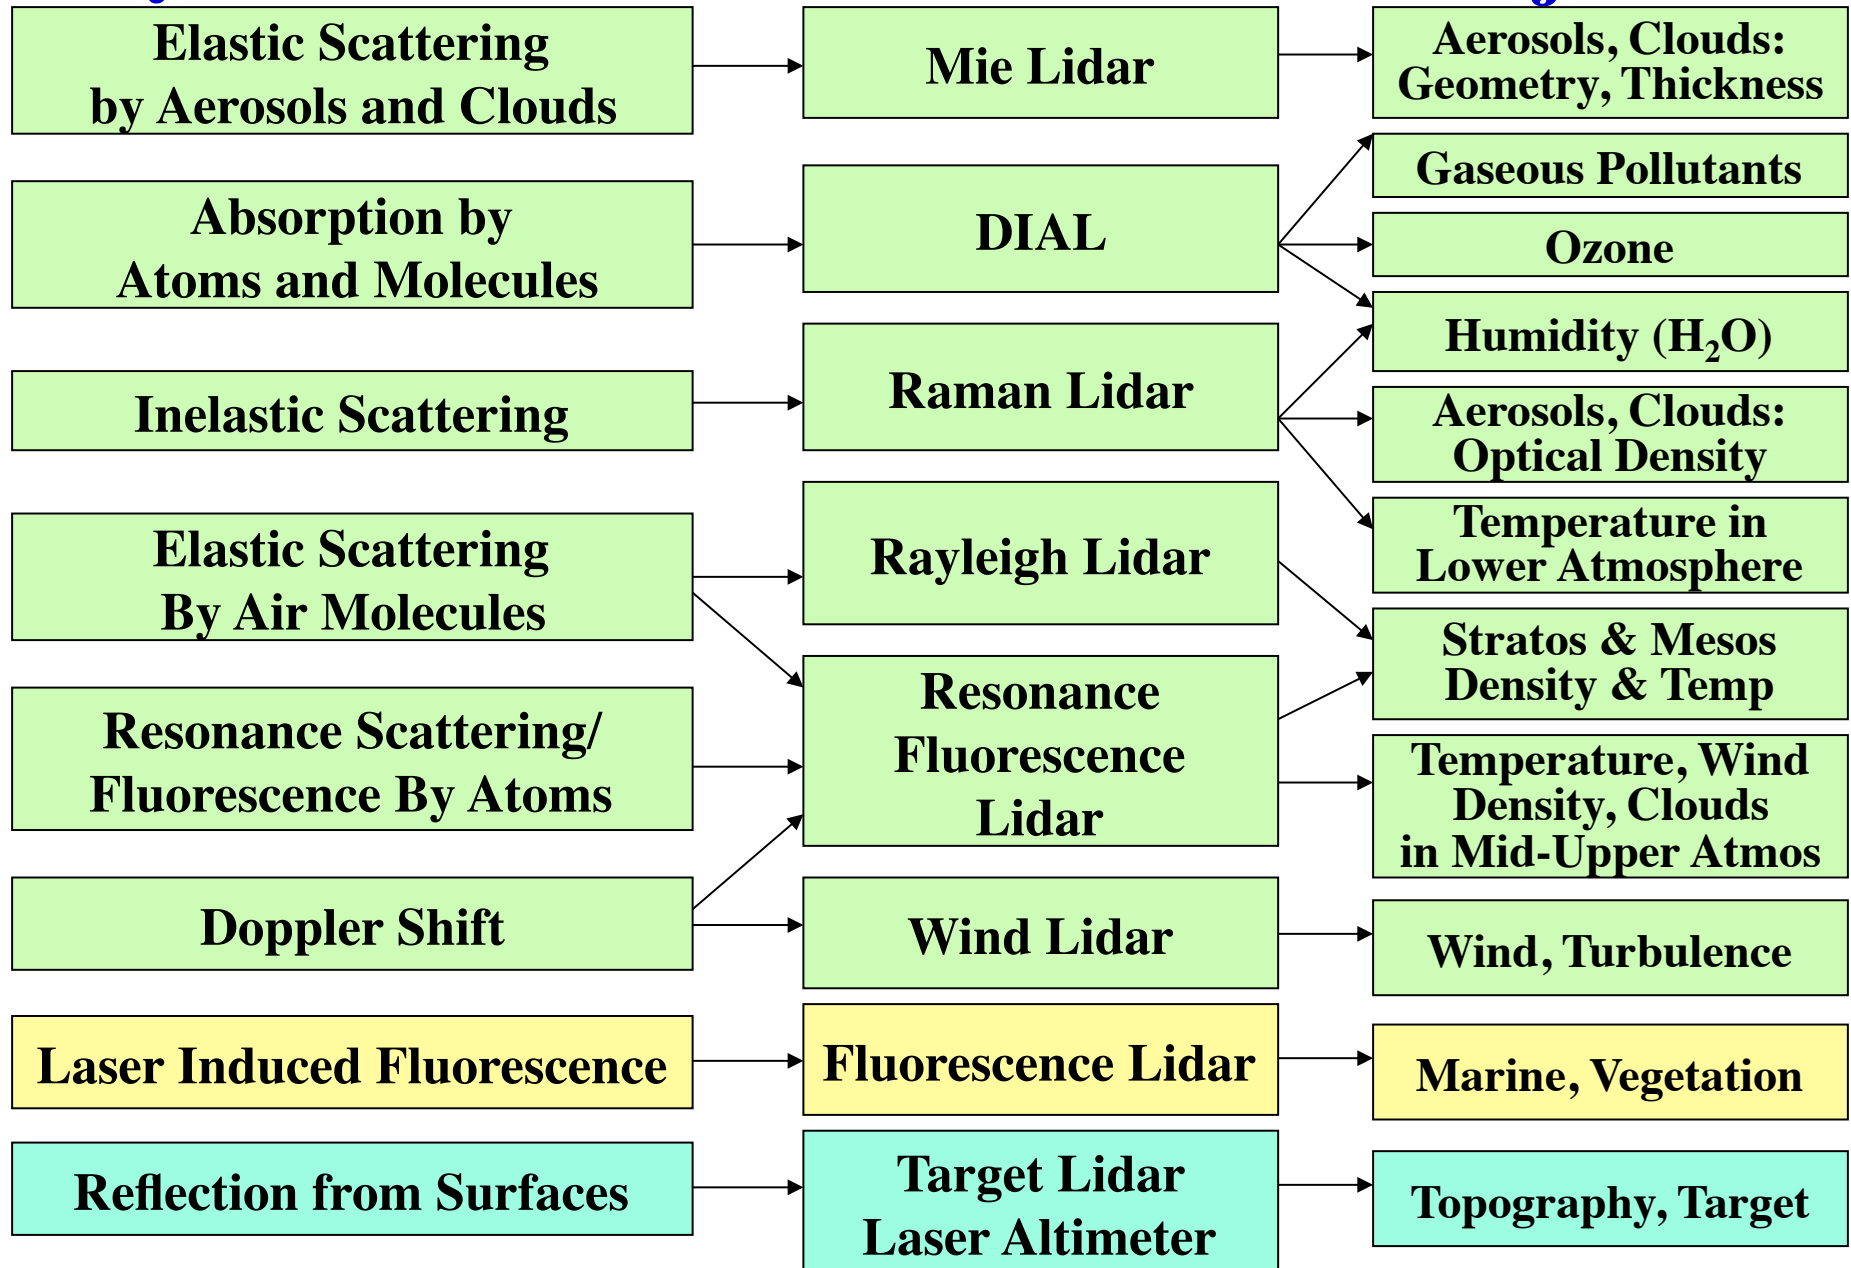 Elastic Scattering
by Aerosols and Clouds
Mie Lidar
Aerosols, Clouds:
Geometry, Thickness
Absorption by
Atoms and Molecules
DIAL
Gaseous Pollutants
Ozone
Humidity (H₂O)
Inelastic Scattering
Raman Lidar
Aerosols, Clouds:
Optical Density
Temperature in
Lower Atmosphere
Elastic Scattering
By Air Molecules
Rayleigh Lidar
Stratos & Mesos
Density & Temp
Resonance Scattering/
Fluorescence By Atoms
Resonance
Fluorescence
Lidar
Temperature, Wind
Density, Clouds
in Mid-Upper Atmos
Doppler Shift
Wind Lidar
Wind, Turbulence
Laser Induced Fluorescence
Fluorescence Lidar
Marine, Vegetation
Reflection from Surfaces
Target Lidar
Laser Altimeter
Topography, Target